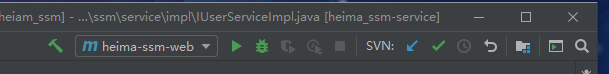 heiam_ssm] - ...\ssm\service\impl\IUserServiceImpl.java [heima_ssm-service]
m heima-ssm-web SVN: